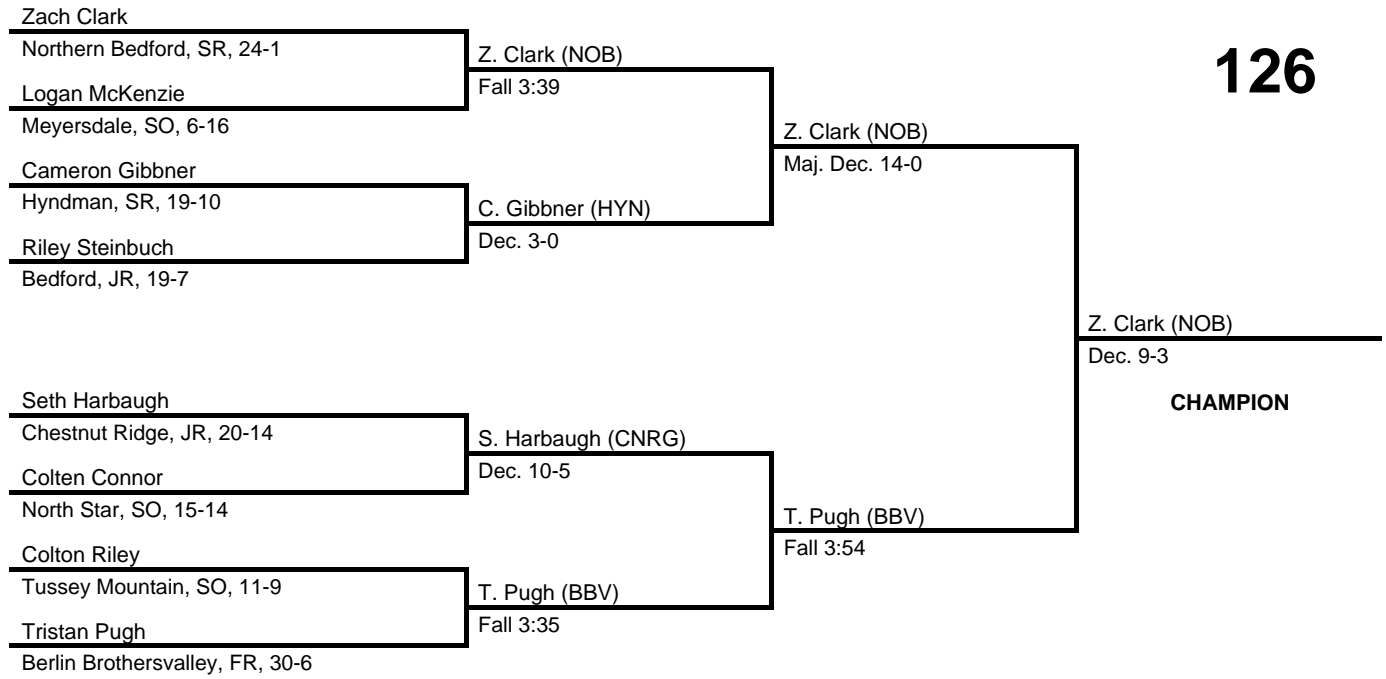 Zach Clark
Northern Bedford, SR, 24-1
Z. Clark (NOB)
Fall 3:39
126
Logan McKenzie
Meyersdale, SO, 6-16
Z. Clark (NOB)
Maj. Dec. 14-0
Cameron Gibbner
Hyndman, SR, 19-10
C. Gibbner (HYN)
Dec. 3-0
Riley Steinbuch
Bedford, JR, 19-7
Z. Clark (NOB)
Dec. 9-3
CHAMPION
Seth Harbaugh
Chestnut Ridge, JR, 20-14
S. Harbaugh (CNRG)
Dec. 10-5
Colten Connor
North Star, SO, 15-14
T. Pugh (BBV)
Fall 3:54
Colton Riley
Tussey Mountain, SO, 11-9
T. Pugh (BBV)
Fall 3:35
Tristan Pugh
Berlin Brothersvalley, FR, 30-6